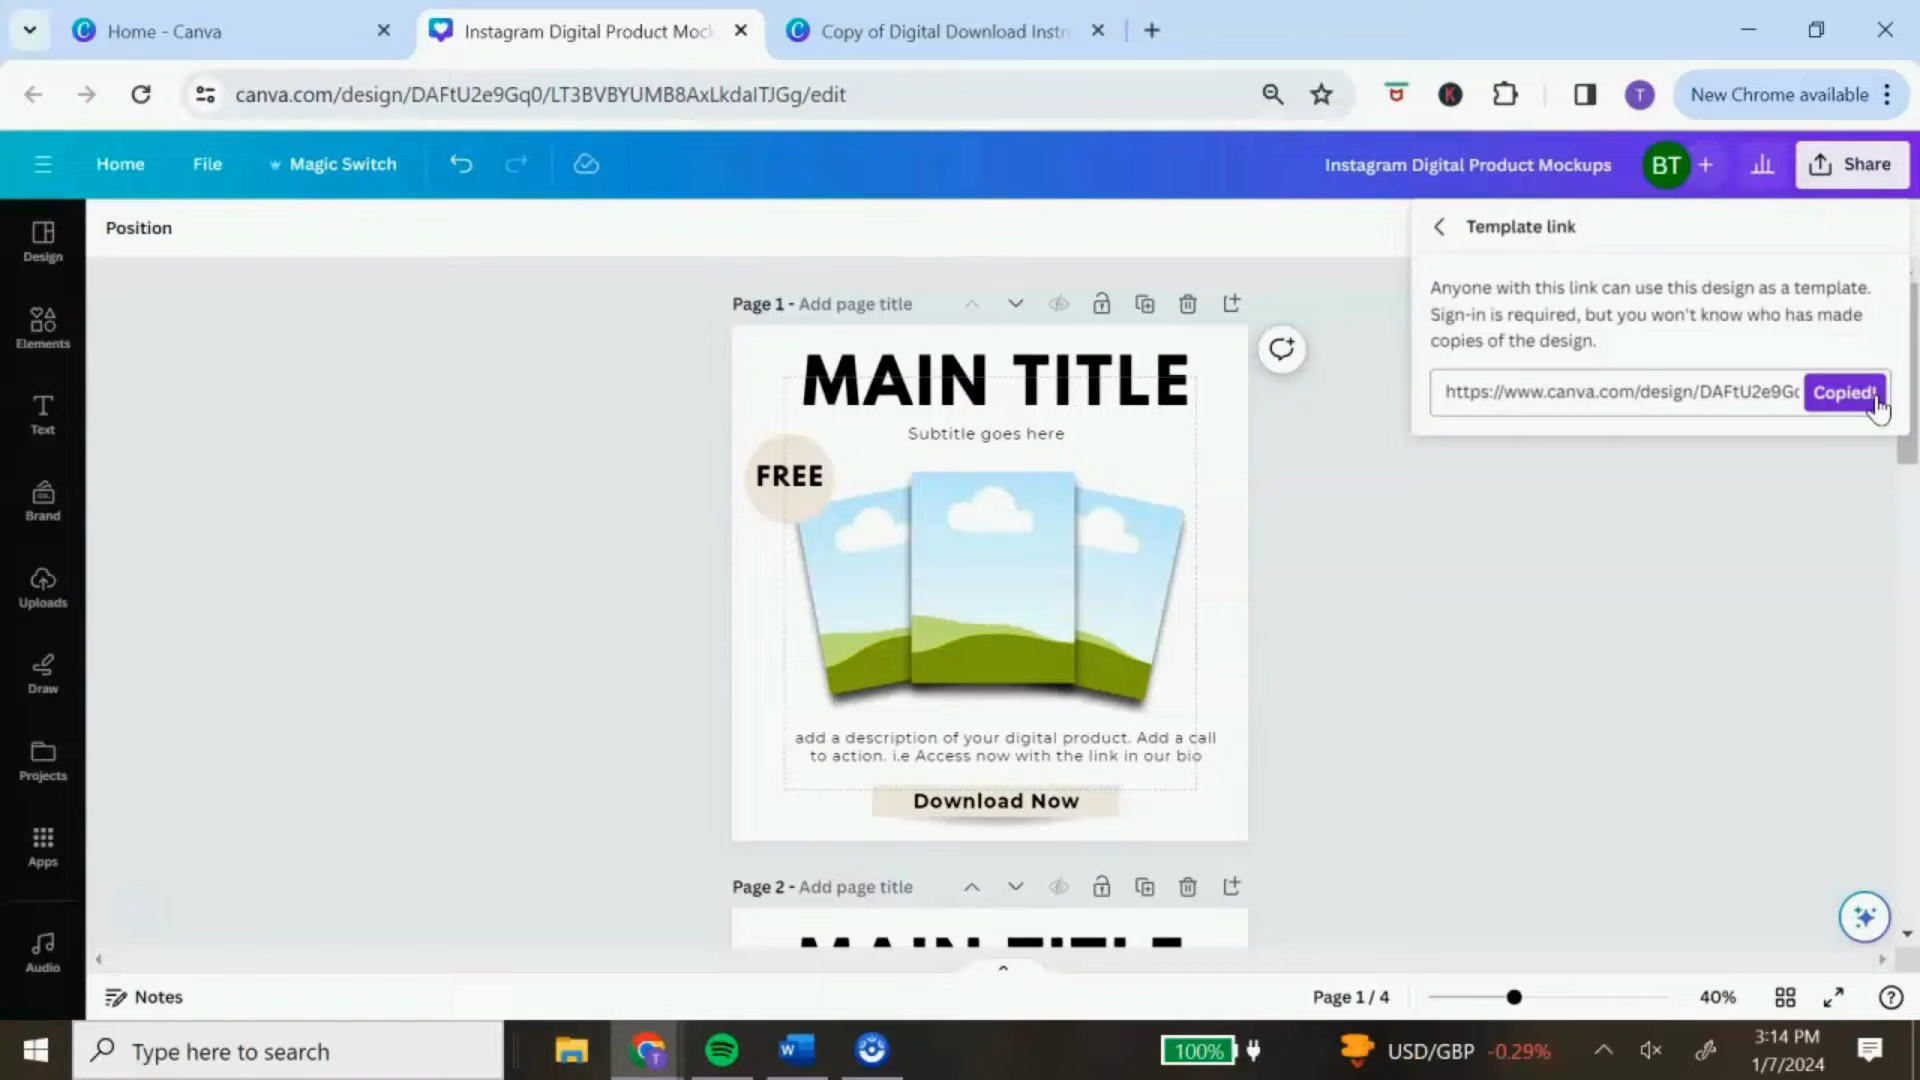 Home - Canva
Instagram Digital Product Moc
Copy of Digital Download Instr
canva.com/design/DAFtU2e9Gq0/LT3BVBYUMB8AxLkdaITJGg/edit
K
T
New Chrome available
Home
File
Magic Switch
Instagram Digital Product Mockups
BT
Share
Position
Template link
Anyone with this link can use this design as a template.
Sign-in is required, but you won't know who has made
copies of the design.
https://www.canva.com/design/DAFtU2e9Gq
Copied!
Design
Elements
Text
Brand
Uploads
Draw
Projects
Apps
Audio
Page 1 - Add page title
MAIN TITLE
Subtitle goes here
FREE
add a description of your digital product. Add a call
to action. i.e Access now with the link in our bio
Download Now
Page 2 - Add page title
MAIN TITLE
Notes
Page 1 / 4
40%
Type here to search
W
T
100%
USD/GBP -0.29%
3:14 PM
1/7/2024